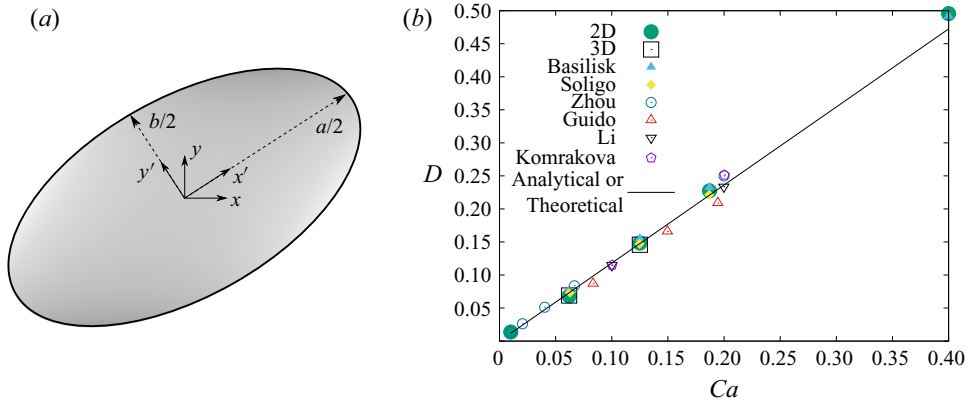 (a)
b/2
a/2
y
y′
x′
x
(b)
0.50
0.45
0.40
0.35
0.30
0.25
0.20
0.15
0.10
0.05
D
2D
3D
Basilisk
Soligo
Zhou
Guido
Li
Komrakova
Analytical or
Theoretical
0 0.05 0.10 0.15 0.20 0.25 0.30 0.35 0.40
Ca